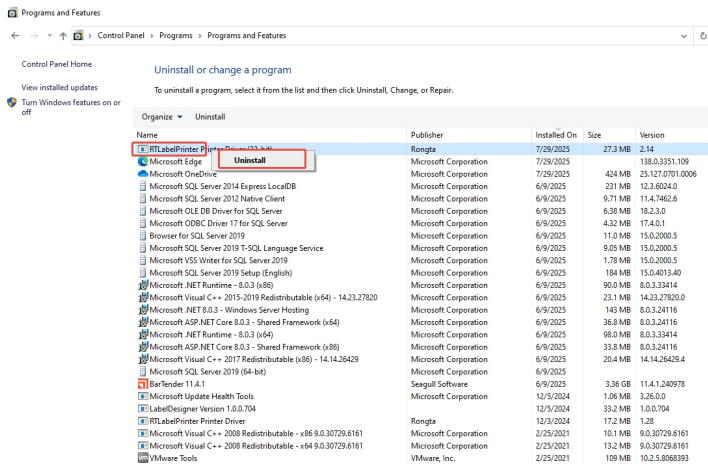 Programs and Features
Control Panel > Programs > Programs and Features
Control Panel Home
View installed updates
Turn Windows features on or
off
Uninstall or change a program
To uninstall a program, select it from the list and then click Uninstall, Change, or Repair.
Organize Uninstall
Name Publisher Installed On Size Version
RTLabelPrinter Printer Driver (32-bit) Rongta 7/29/2025 27.3 MB 2.14
Uninstall
Microsoft Edge Microsoft Corporation 7/29/2025 138.0.3351.109
Microsoft OneDrive Microsoft Corporation 7/29/2025 424 MB 25.127.0701.0006
Microsoft SQL Server 2014 Express LocalDB Microsoft Corporation 6/9/2025 231 MB 12.3.6024.0
Microsoft SQL Server 2012 Native Client Microsoft Corporation 6/9/2025 9.71 MB 11.4.7462.6
Microsoft OLE DB Driver for SQL Server Microsoft Corporation 6/9/2025 6.38 MB 18.2.3.0
Microsoft ODBC Driver 17 for SQL Server Microsoft Corporation 6/9/2025 4.32 MB 17.4.0.1
Browser for SQL Server 2019 Microsoft Corporation 6/9/2025 11.0 MB 15.0.2000.5
Microsoft SQL Server 2019 T-SQL Language Service Microsoft Corporation 6/9/2025 9.05 MB 15.0.2000.5
Microsoft VSS Writer for SQL Server 2019 Microsoft Corporation 6/9/2025 1.78 MB 15.0.2000.5
Microsoft SQL Server 2019 Setup (English) Microsoft Corporation 6/9/2025 184 MB 15.0.4013.40
Microsoft .NET Runtime - 8.0.3 (x86) Microsoft Corporation 6/9/2025 90.0 MB 8.0.3.33414
Microsoft Visual C++ 2015-2019 Redistributable (x64) - 14.23.27820 Microsoft Corporation 6/9/2025 23.1 MB 14.23.27820.0
Microsoft .NET 8.0.3 - Windows Server Hosting Microsoft Corporation 6/9/2025 143 MB 8.0.3.24116
Microsoft ASP.NET Core 8.0.3 - Shared Framework (x64) Microsoft Corporation 6/9/2025 36.8 MB 8.0.3.24116
Microsoft .NET Runtime - 8.0.3 (x64) Microsoft Corporation 6/9/2025 98.0 MB 8.0.3.33414
Microsoft ASP.NET Core 8.0.3 - Shared Framework (x86) Microsoft Corporation 6/9/2025 33.8 MB 8.0.3.24116
Microsoft Visual C++ 2017 Redistributable (x86) - 14.14.26429 Microsoft Corporation 6/9/2025 20.4 MB 14.14.26429.4
Microsoft SQL Server 2019 (64-bit) Microsoft Corporation 6/9/2025
BarTender 11.4.1 Seagull Software 6/9/2025 3.36 GB 11.4.1.240978
Microsoft Update Health Tools Microsoft Corporation 12/5/2024 1.06 MB 3.26.0.0
LabelDesigner Version 1.0.0.704 12/5/2024 33.2 MB 1.0.0.704
RTLabelPrinter Printer Driver Rongta 12/3/2024 17.2 MB 1.28
Microsoft Visual C++ 2008 Redistributable - x86 9.0.30729.6161 Microsoft Corporation 2/25/2021 10.1 MB 9.0.30729.6161
Microsoft Visual C++ 2008 Redistributable - x64 9.0.30729.6161 Microsoft Corporation 2/25/2021 13.2 MB 9.0.30729.6161
VMware Tools VMware, Inc. 2/25/2021 109 MB 10.2.5.8068393